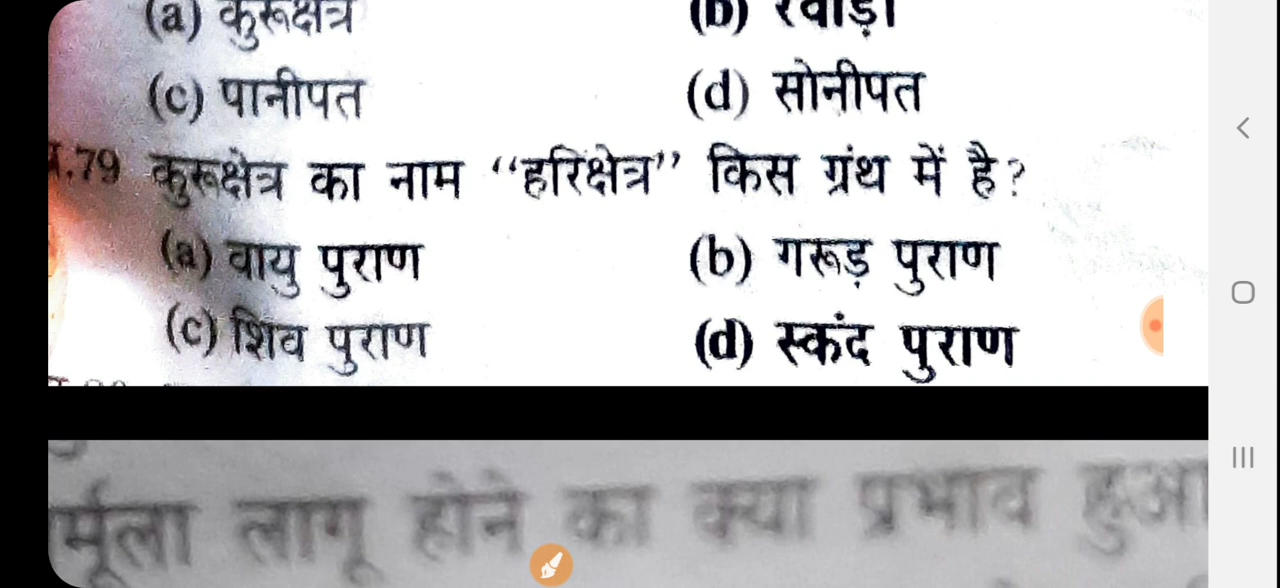 (a) कुरूक्षेत्र (b) रेवाड़ी
(c) पानीपत (d) सोनीपत
.79 कुरूक्षेत्र का नाम “हरिक्षेत्र” किस ग्रंथ में है?
(a) वायु पुराण (b) गरूड़ पुराण
(c) शिव पुराण (d) स्कंद पुराण
र्मूला लागू होने का क्या प्रभाव हुआ